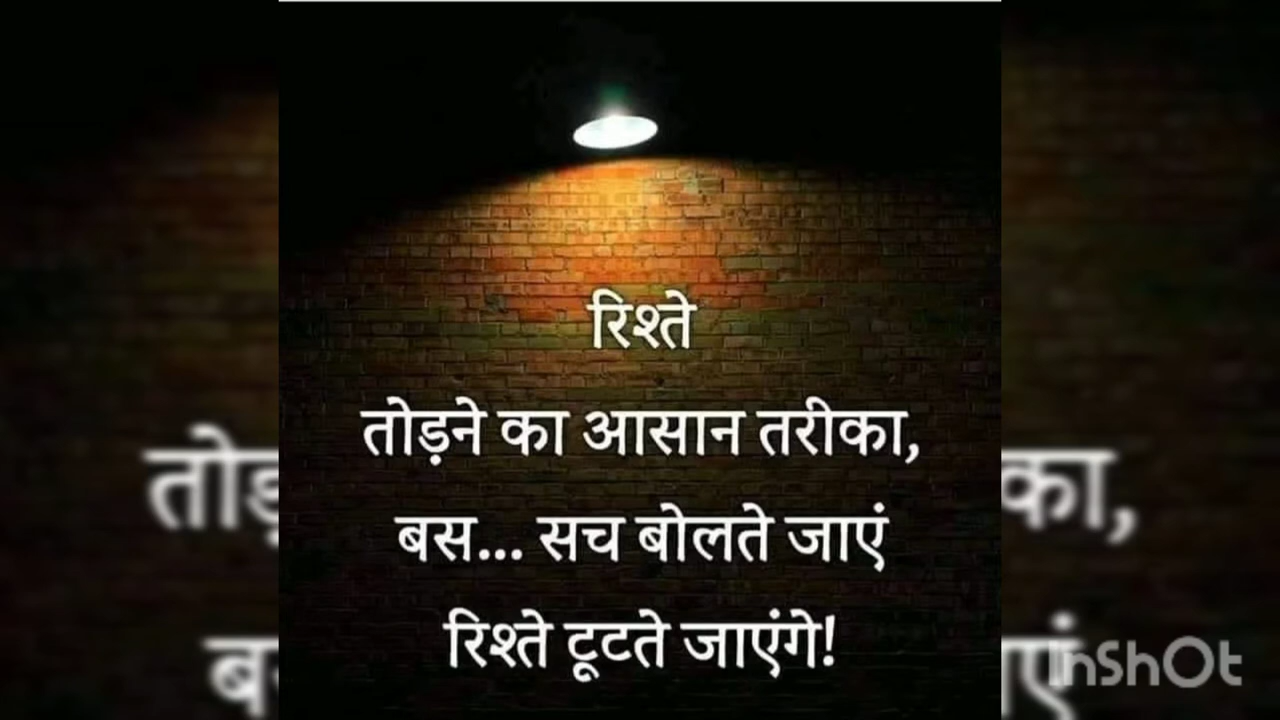 रिश्ते
तोड़ने का आसान तरीका,
बस... सच बोलते जाएं
रिश्ते टूटते जाएंगे!
InShOt